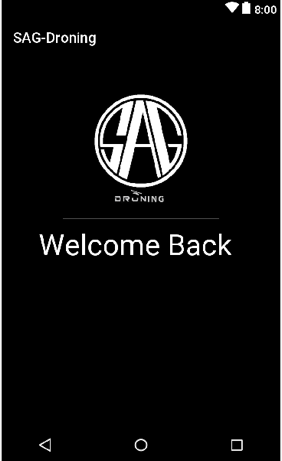 8:00
SAG-Droning
SAG
DRONING
Welcome Back